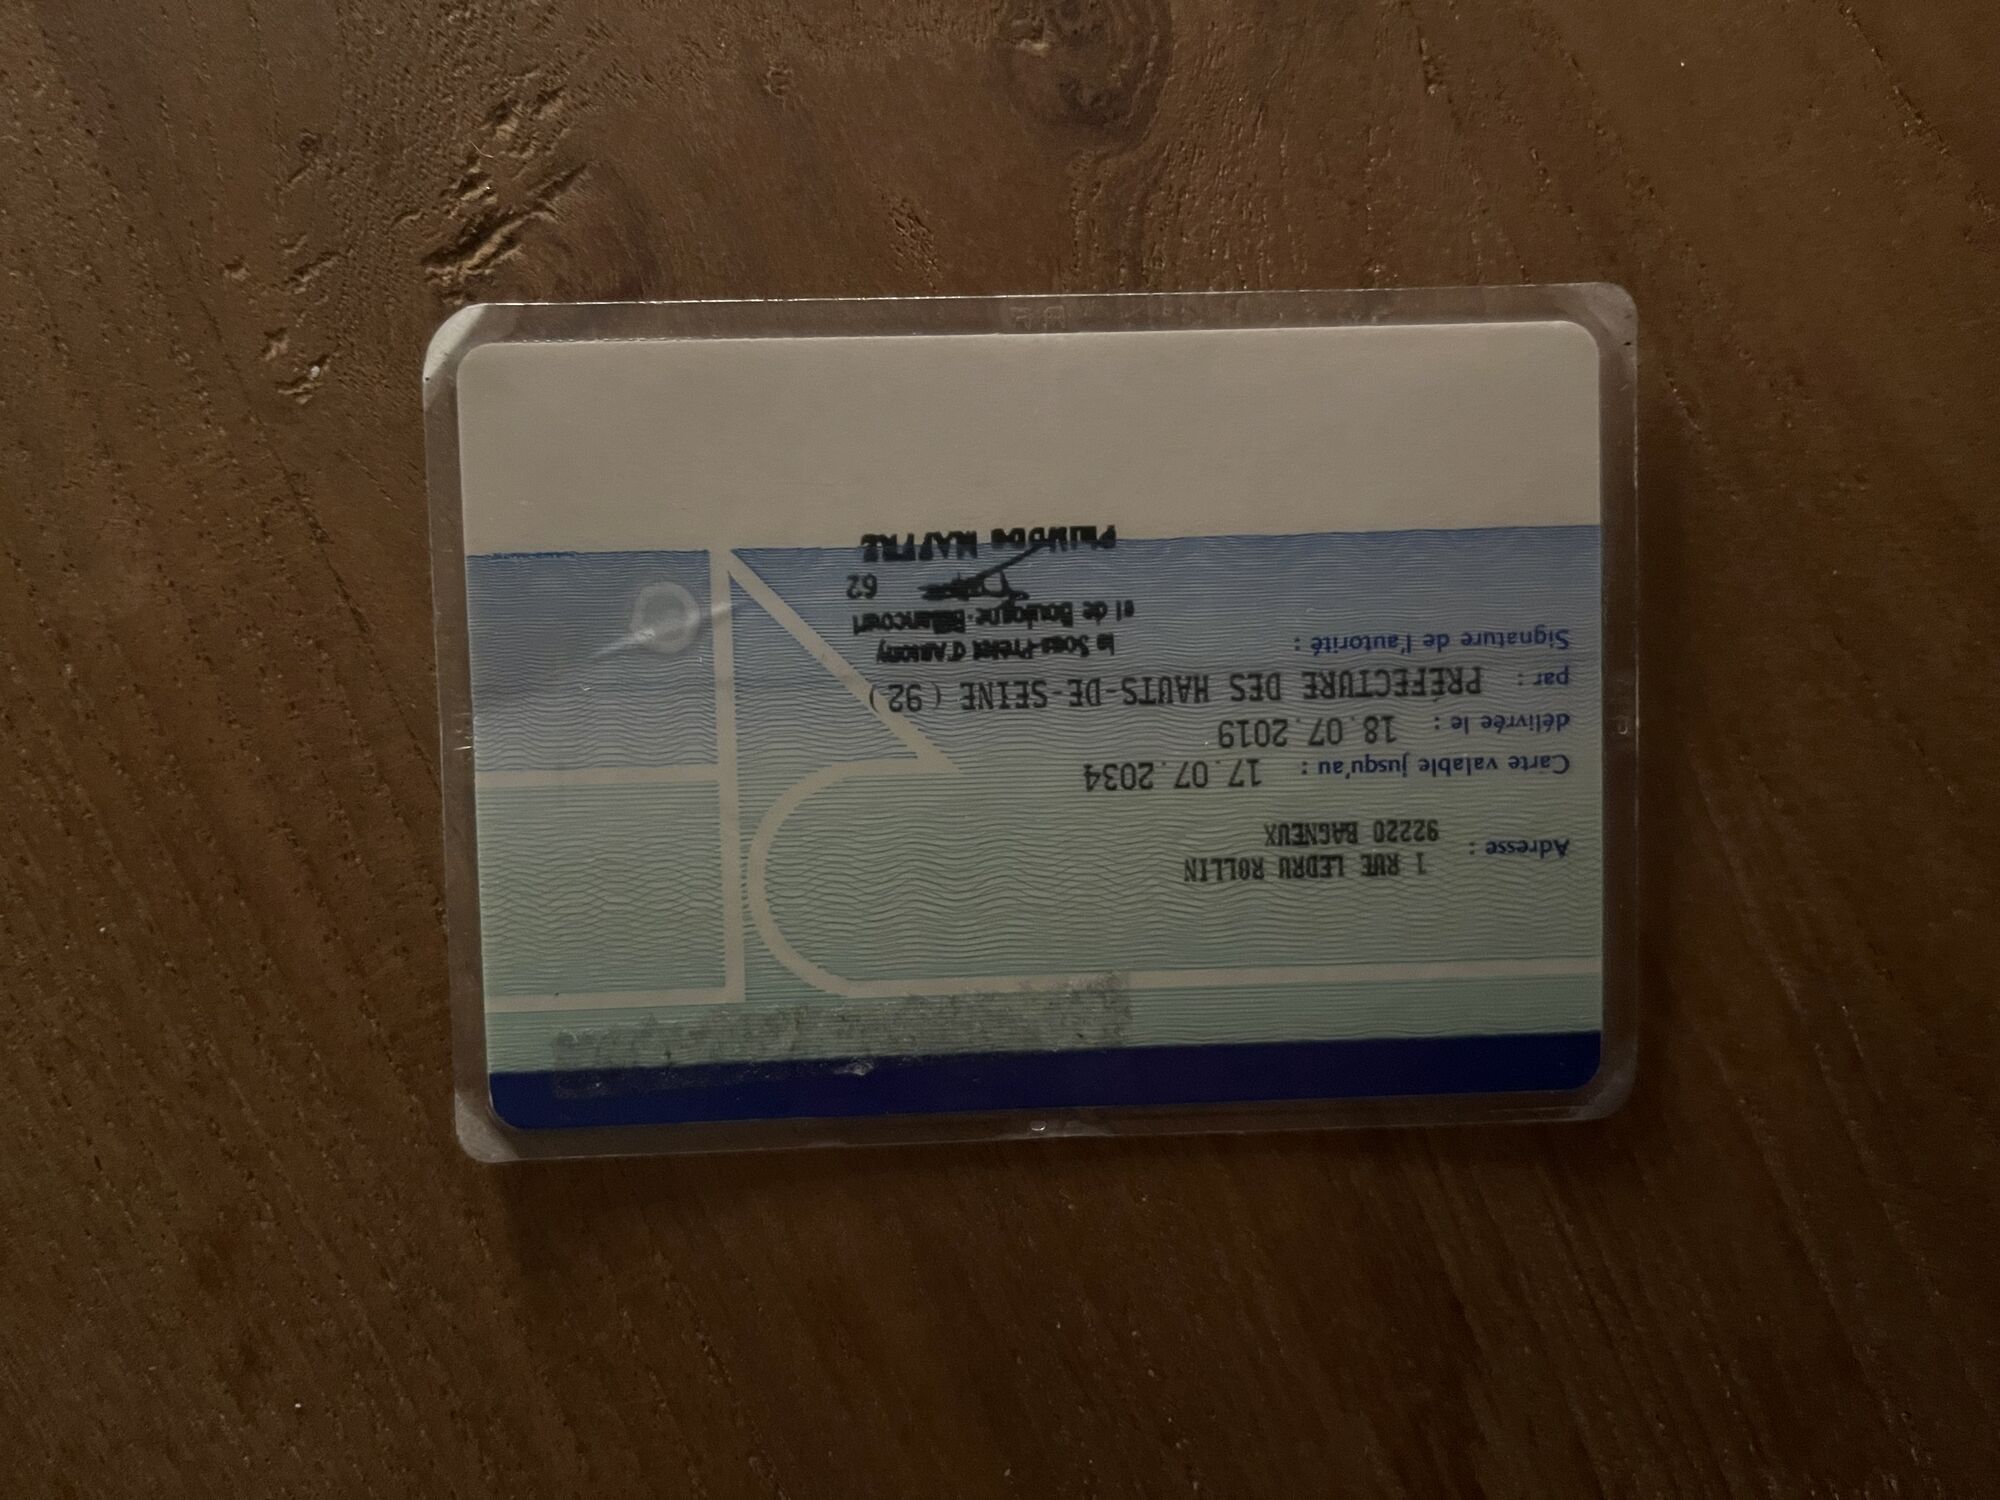 Adresse : 1 RUE LEDRU ROLLIN
92220 BAGNEUX
Carte valable jusqu'au : 17.07.2034
délivrée le : 18.07.2019
par : PRÉFECTURE DES HAUTS-DE-SEINE (92)
Signature de l'autorité :
le Sous-Préfet d'Antony
et de Boulogne-Billancourt
62